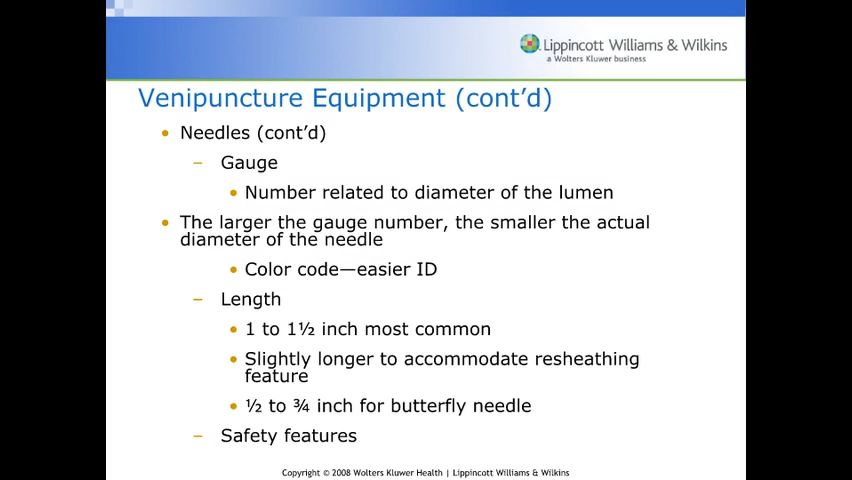 Lippincott Williams & Wilkins
a Wolters Kluwer business
Venipuncture Equipment (cont’d)
• Needles (cont’d)
– Gauge
• Number related to diameter of the lumen
• The larger the gauge number, the smaller the actual
diameter of the needle
• Color code—easier ID
– Length
• 1 to 1½ inch most common
• Slightly longer to accommodate resheathing
feature
• ½ to ¾ inch for butterfly needle
– Safety features
Copyright © 2008 Wolters Kluwer Health | Lippincott Williams & Wilkins